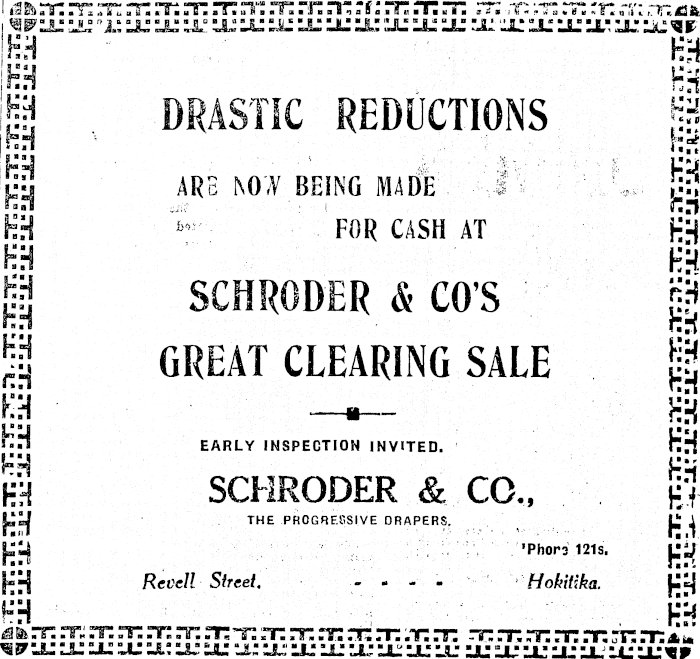 DRASTIC REDUCTIONS
ARE NOW BEING MADE
FOR CASH AT
SCHRODER & CO'S
GREAT CLEARING SALE
EARLY INSPECTION INVITED.
SCHRODER & CO.,
THE PROGRESSIVE DRAPERS.
'Phone 121s.
Revell Street. - - - - Hokitika.